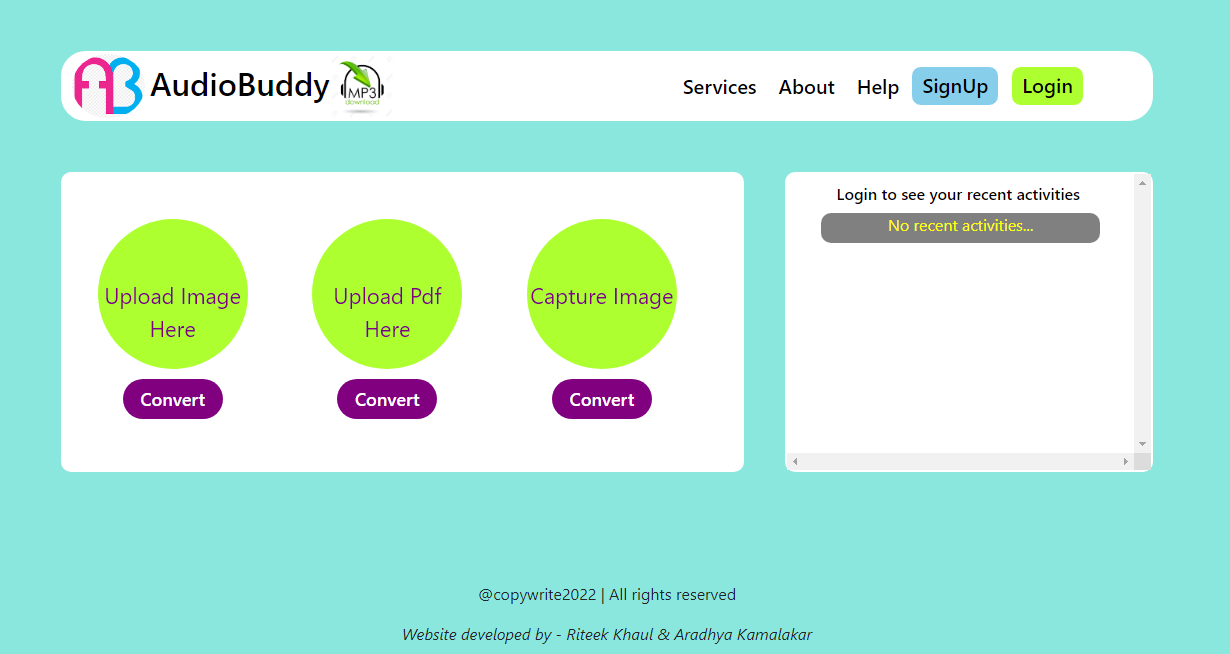 AB AudioBuddy MP3 download Services About Help SignUp Login
Upload Image
Here
Convert
Upload Pdf
Here
Convert
Capture Image
Convert
Login to see your recent activities
No recent activities...
@copywrite2022 | All rights reserved
Website developed by - Riteek Khaul & Aradhya Kamalakar